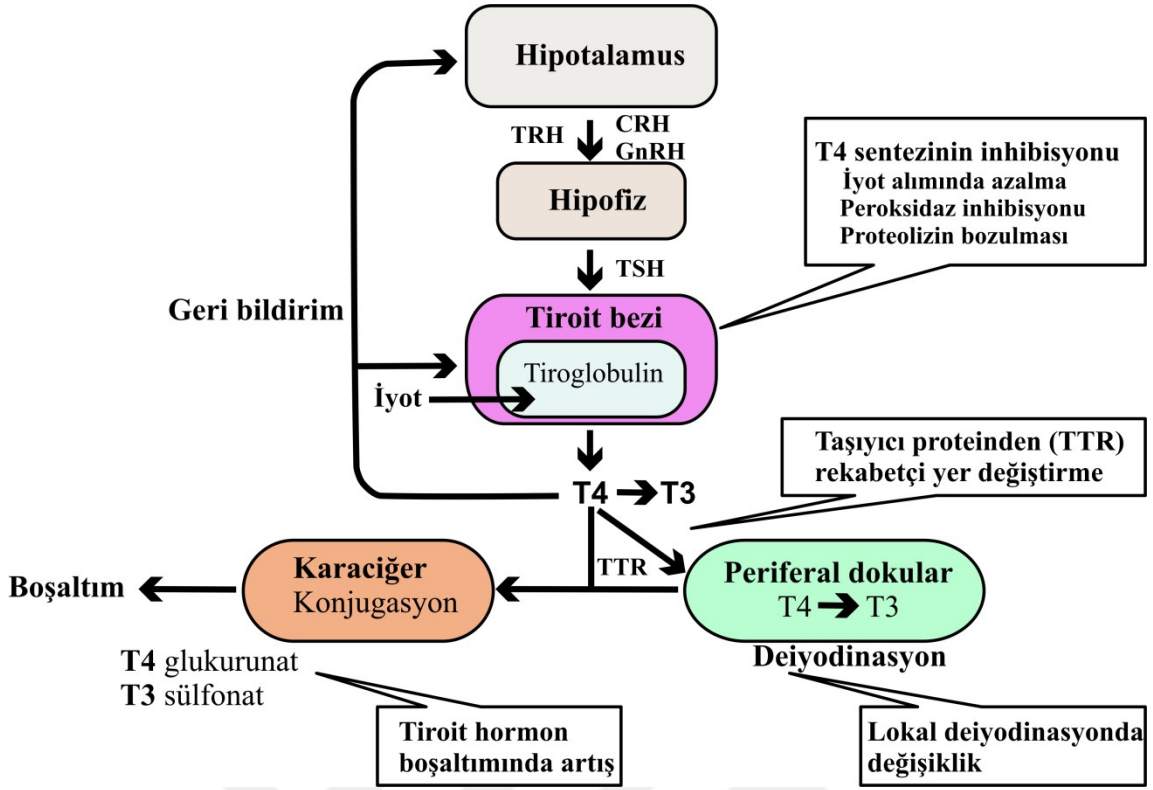 Hipotalamus
TRH
CRH
GnRH
Hipofiz
TSH
T4 sentezinin inhibisyonu
İyot alımında azalma
Peroksidaz inhibisyonu
Proteolizin bozulması
Geri bildirim
Tiroit bezi
Tiroglobulin
İyot
Taşıyıcı proteinden (TTR)
rekabetçi yer değiştirme
T4 T3
TTR
Boşaltım
Karaciğer
Konjugasyon
Periferal dokular
T4 T3
Deiyodinasyon
T4 glukurunat
T3 sülfonat
Tiroit hormon
boşaltımında artış
Lokal deiyodinasyonda
değişiklik